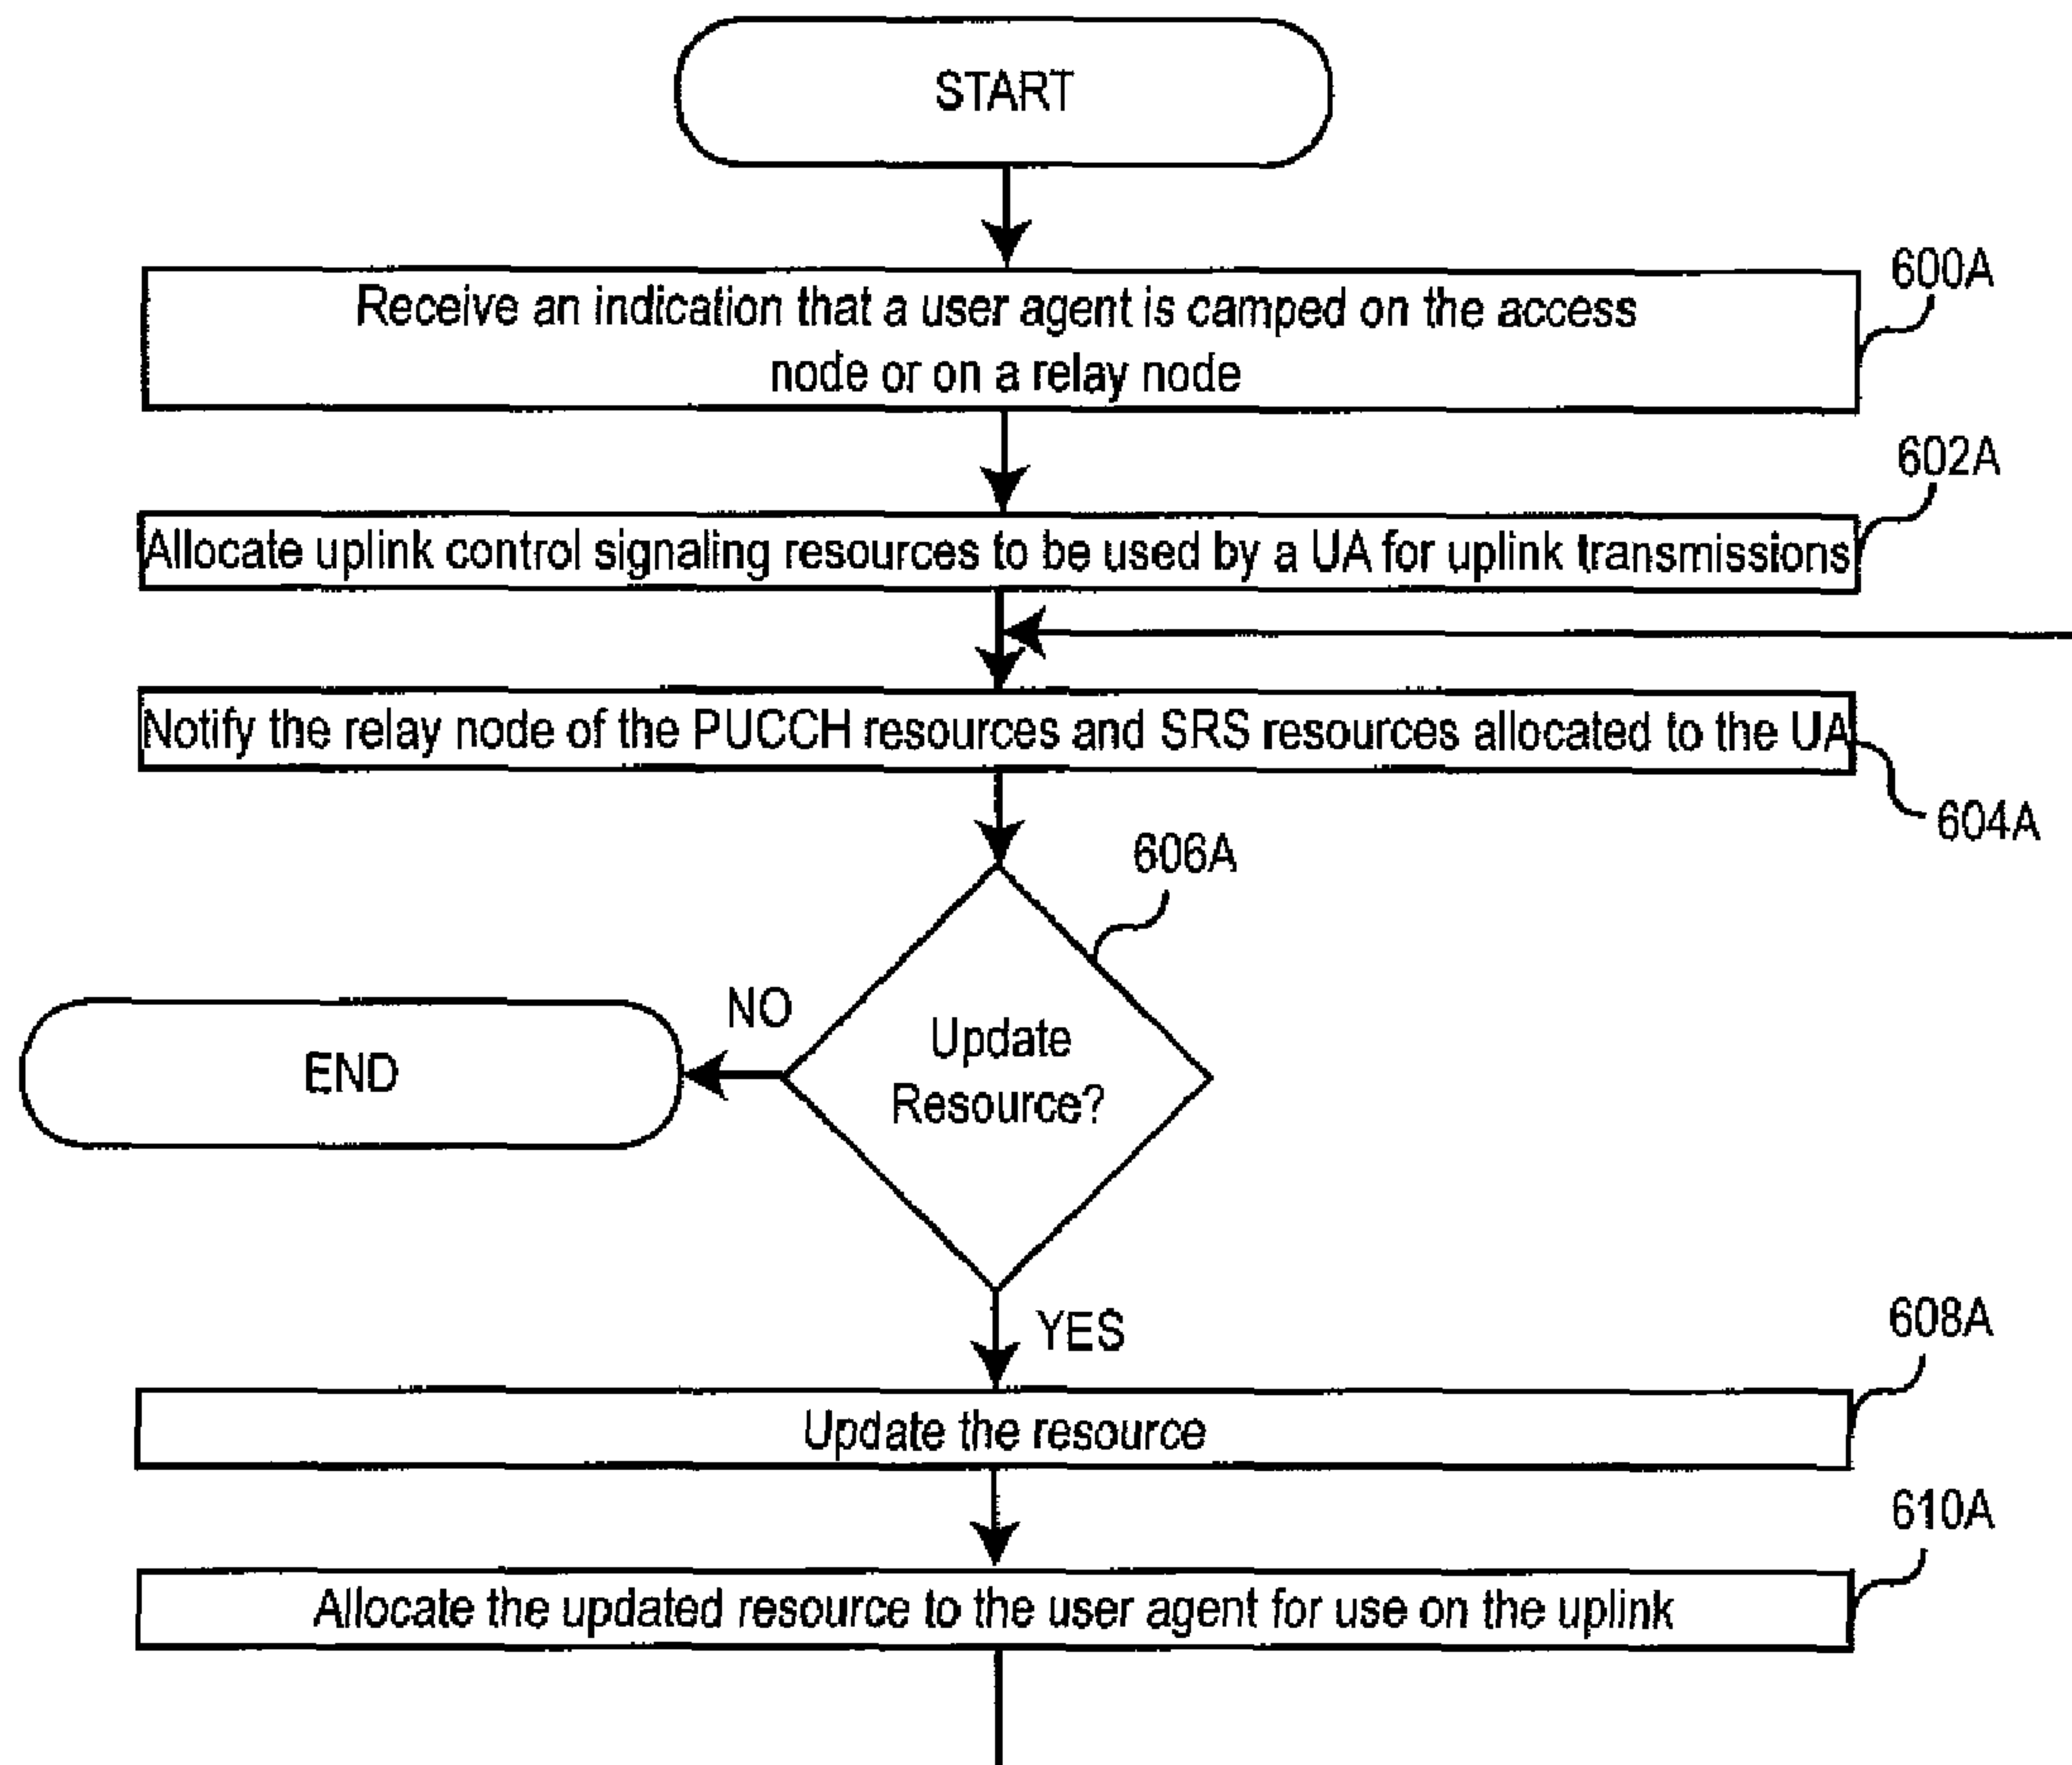 START
600A
Receive an indication that a user agent is camped on the access
node or on a relay node
602A
Allocate uplink control signaling resources to be used by a UA for uplink transmissions
Notify the relay node of the PUCCH resources and SRS resources allocated to the UA
604A
606A
NO
Update
Resource?
END
YES
608A
Update the resource
610A
Allocate the updated resource to the user agent for use on the uplink